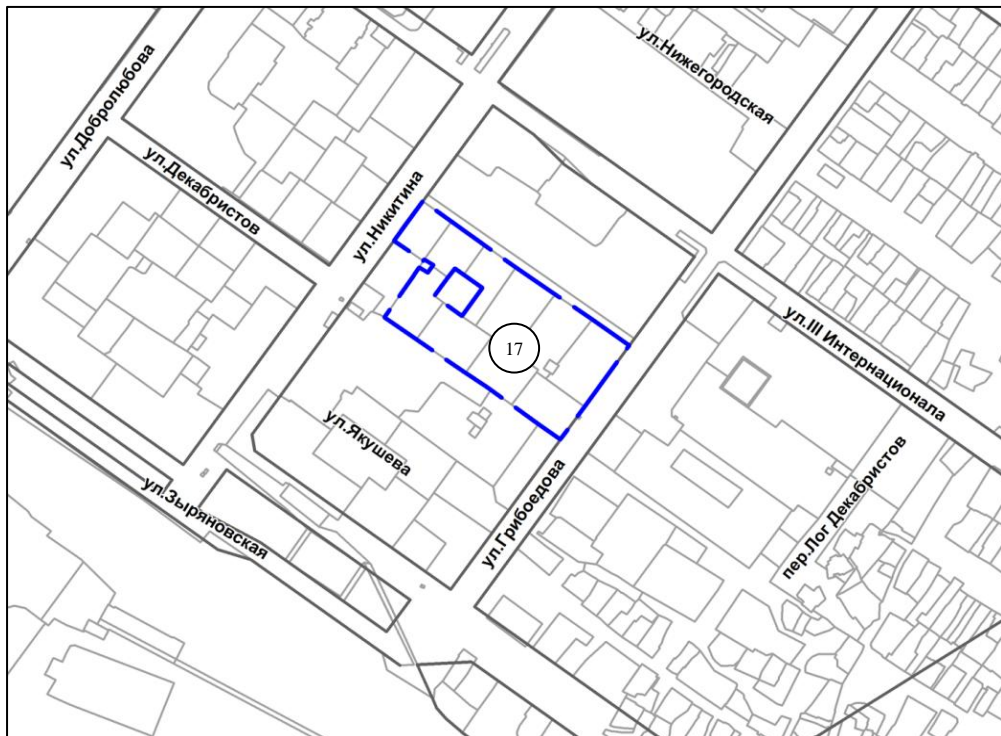 ул.Нижегородская
ул.Добролюбова
ул.Декабристов
ул.Никитина
ул.III Интернационала
17
ул.Якушева
ул.Зыряновская
ул.Грибоедова
пер.Лог Декабристов